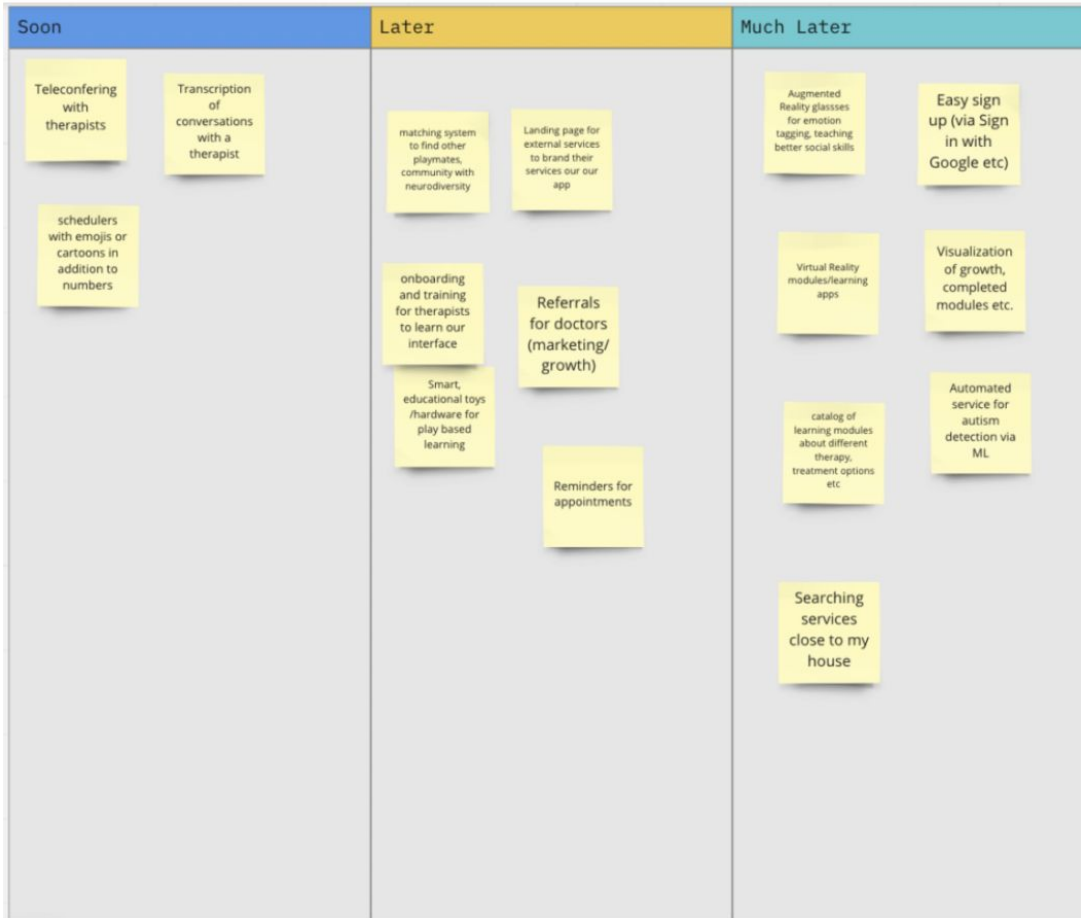 Soon
Later
Much Later
Teleconfering
with
therapists
Transcription
of
conversations
with a
therapist
schedulers
with emojis or
cartoons in
addition to
numbers
matching system
to find other
playmates,
community with
neurodiversity
Landing page for
external services
to brand their
services our our
app
onboarding
and training
for therapists
to learn our
interface
Referrals
for doctors
(marketing/
growth)
Smart,
educational toys
/hardware for
play based
learning
Reminders for
appointments
Augmented
Reality glassses
for emotion
tagging, teaching
better social skills
Easy sign
up (via Sign
in with
Google etc)
Virtual Reality
modules/learning
apps
Visualization
of growth,
completed
modules etc.
catalog of
learning modules
about different
therapy,
treatment options
etc
Automated
service for
autism
detection via
ML
Searching
services
close to my
house